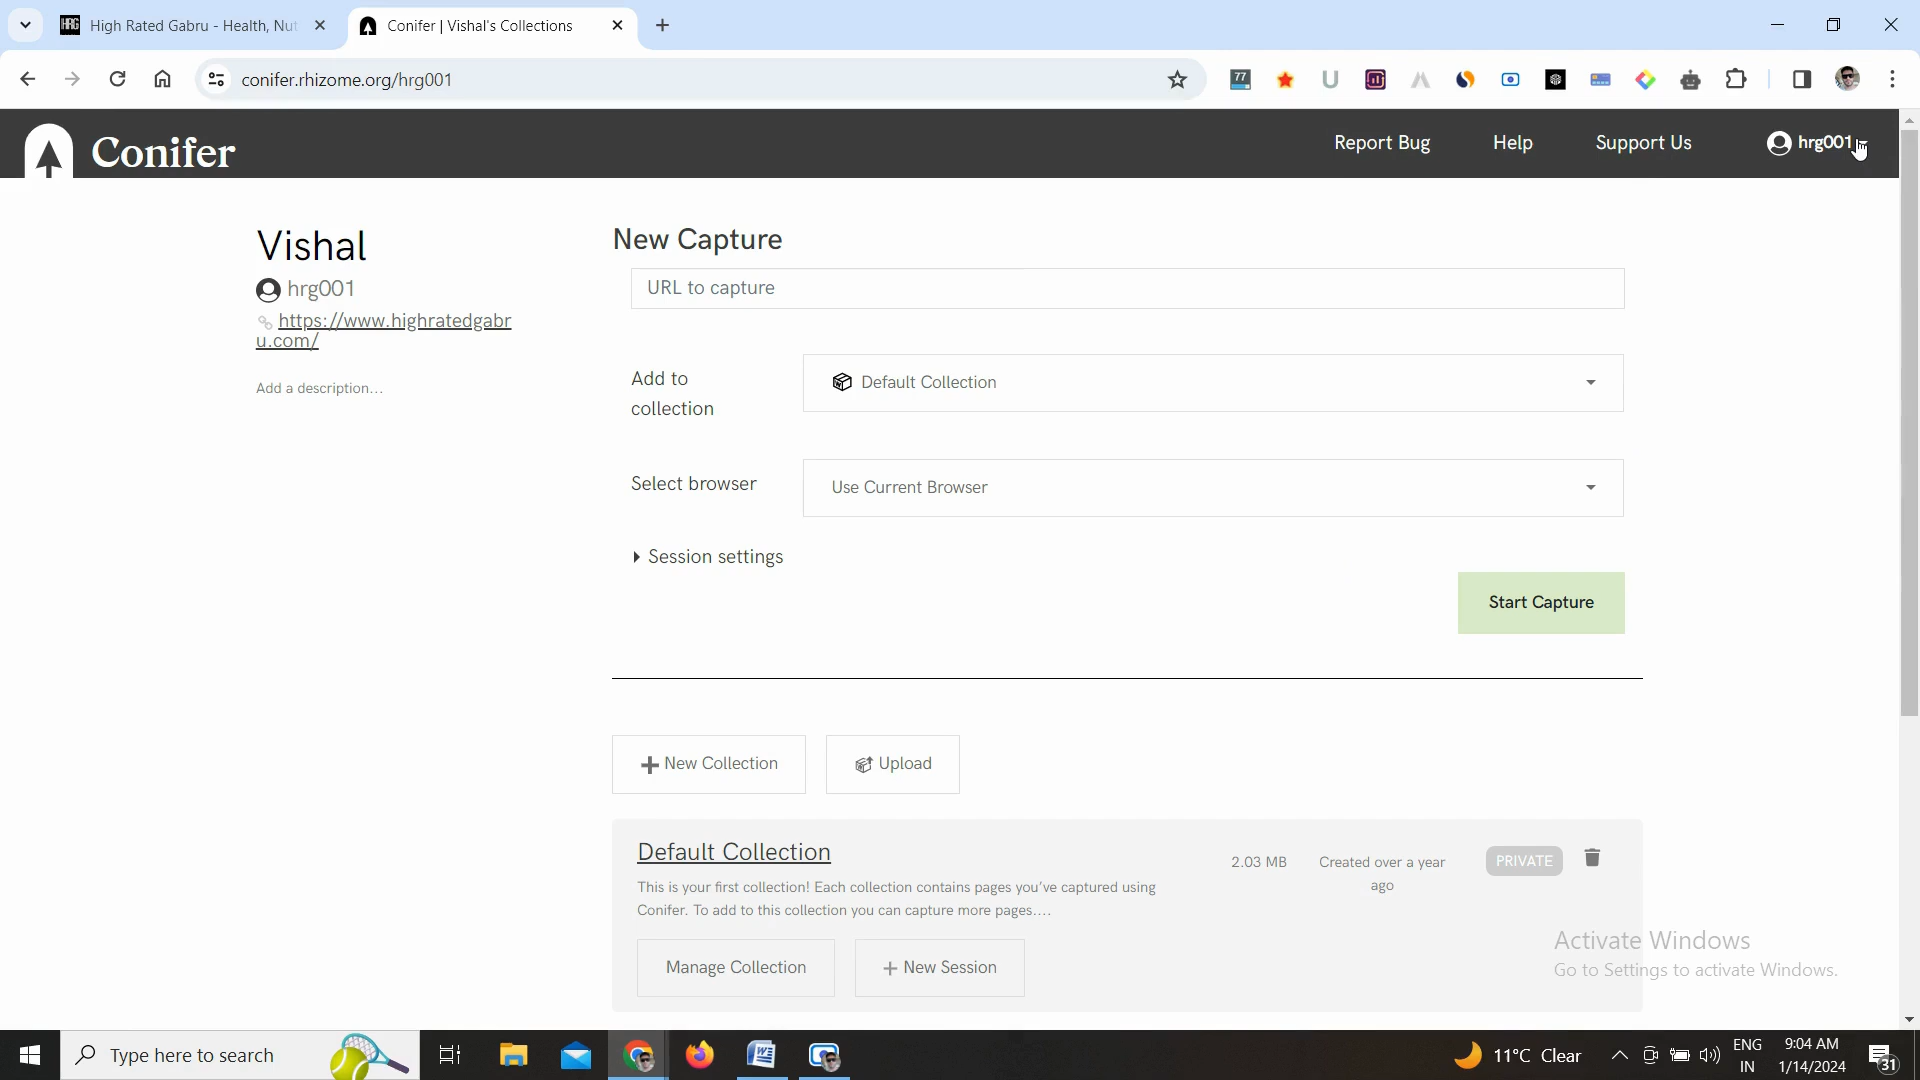 High Rated Gabru - Health, Nut
Conifer | Vishal's Collections
conifer.rhizome.org/hrg001
77
Conifer
Report Bug
Help
Support Us
hrg001
Vishal
hrg001
https://www.highratedgabr
u.com/
Add a description...
New Capture
URL to capture
Add to
collection
Default Collection
Select browser
Use Current Browser
Session settings
Start Capture
New Collection
Upload
Default Collection
2.03 MB
Created over a year
ago
PRIVATE
This is your first collection! Each collection contains pages you've captured using
Conifer. To add to this collection you can capture more pages....
Manage Collection
+ New Session
Activate Windows
Go to Settings to activate Windows.
Type here to search
11°C Clear
ENG
IN
9:04 AM
1/14/2024
31